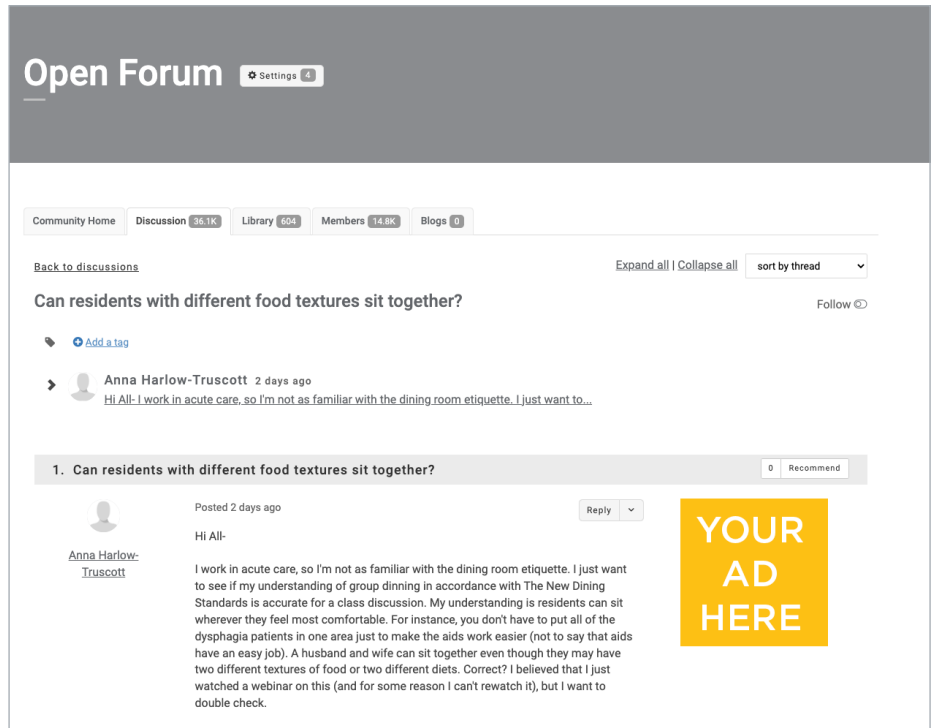 Open Forum Settings 4
Community Home Discussion 36.1K Library 604 Members 14.8K Blogs 0
Back to discussions Expand all | Collapse all sort by thread
Can residents with different food textures sit together? Follow
Add a tag
Anna Harlow-Truscott 2 days ago
Hi All- I work in acute care, so I'm not as familiar with the dining room etiquette. I just want to...
1. Can residents with different food textures sit together? 0 Recommend
Posted 2 days ago Reply
Hi All-
Anna Harlow-
Truscott
I work in acute care, so I'm not as familiar with the dining room etiquette. I just want
to see if my understanding of group dinning in accordance with The New Dining
Standards is accurate for a class discussion. My understanding is residents can sit
wherever they feel most comfortable. For instance, you don't have to put all of the
dysphagia patients in one area just to make the aids work easier (not to say that aids
have an easy job). A husband and wife can sit together even though they may have
two different textures of food or two different diets. Correct? I believed that I just
watched a webinar on this (and for some reason I can't rewatch it), but I want to
double check.
YOUR
AD
HERE